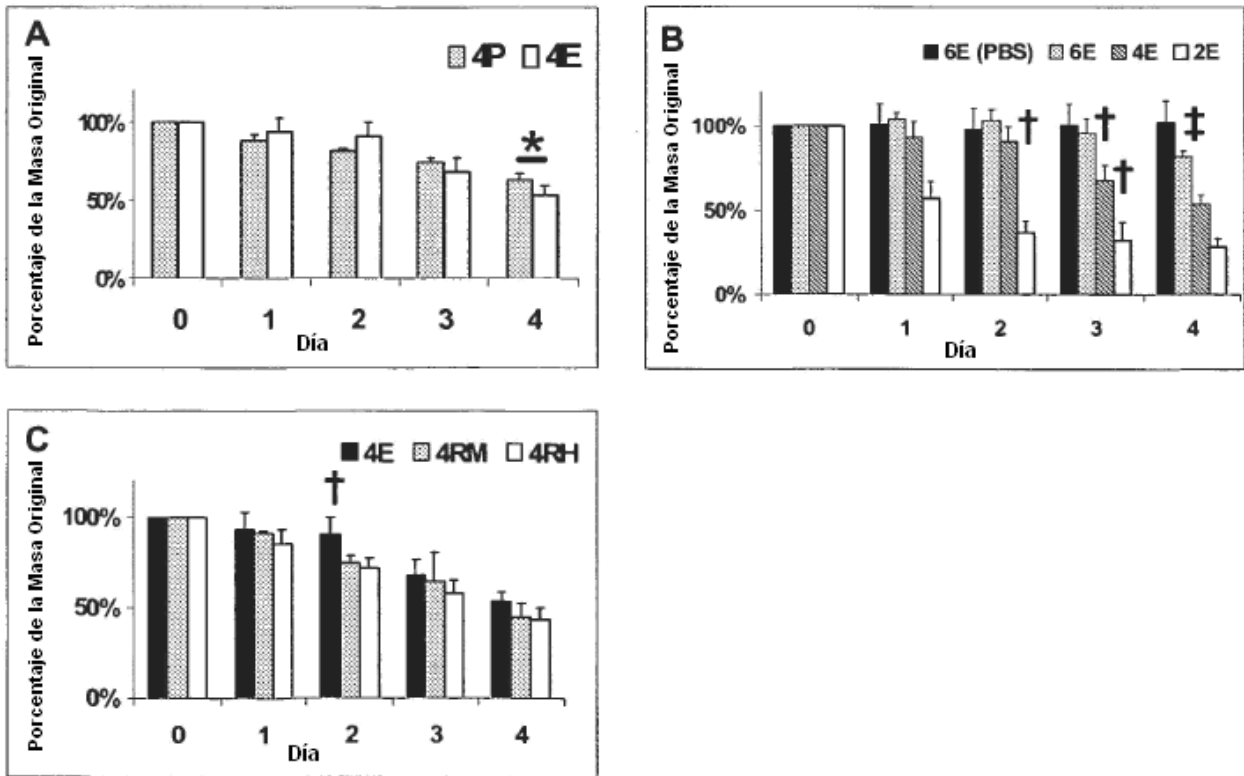 A
4P 4E
Porcentaje de la Masa Original
100%
50%
0%
*
0 1 2 3 4
Día
B
6E (PBS) 6E 4E 2E
Porcentaje de la Masa Original
100%
50%
0%
† † † ‡
0 1 2 3 4
Día
C
4E 4RM 4RH
Porcentaje de la Masa Original
100%
50%
0%
†
0 1 2 3 4
Día